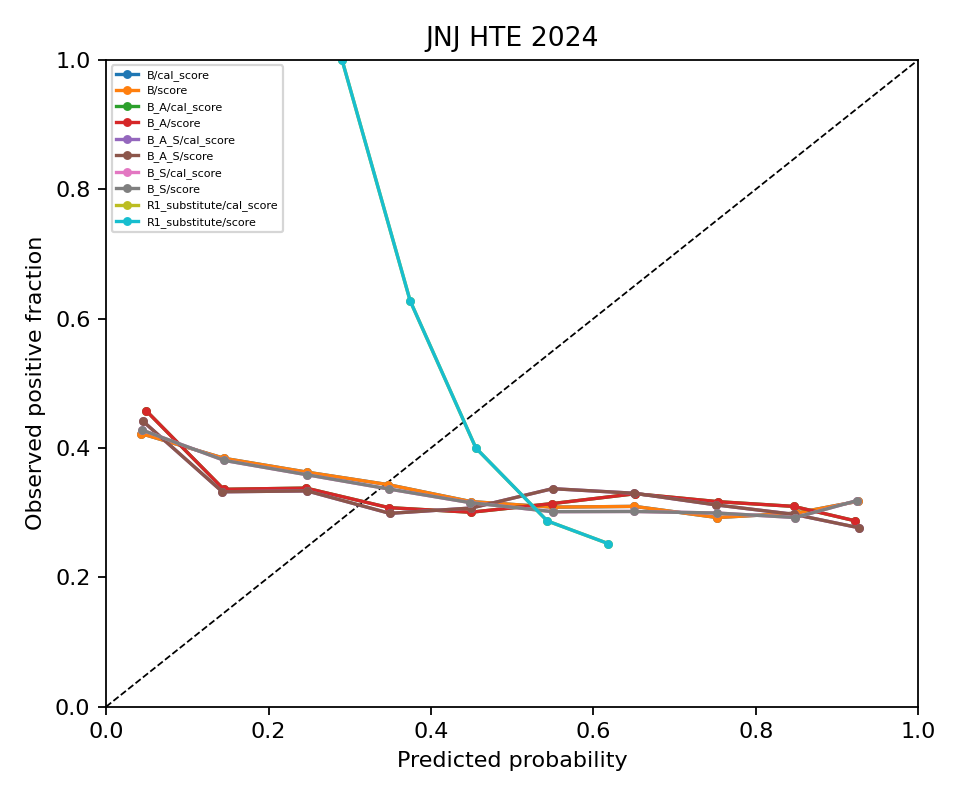 JNJ HTE 2024
B/cal_score
B/score
B_A/cal_score
B_A/score
B_A_S/cal_score
B_A_S/score
B_S/cal_score
B_S/score
R1_substitute/cal_score
R1_substitute/score
Observed positive fraction
1.0
0.8
0.6
0.4
0.2
0.0
0.0 0.2 0.4 0.6 0.8 1.0
Predicted probability